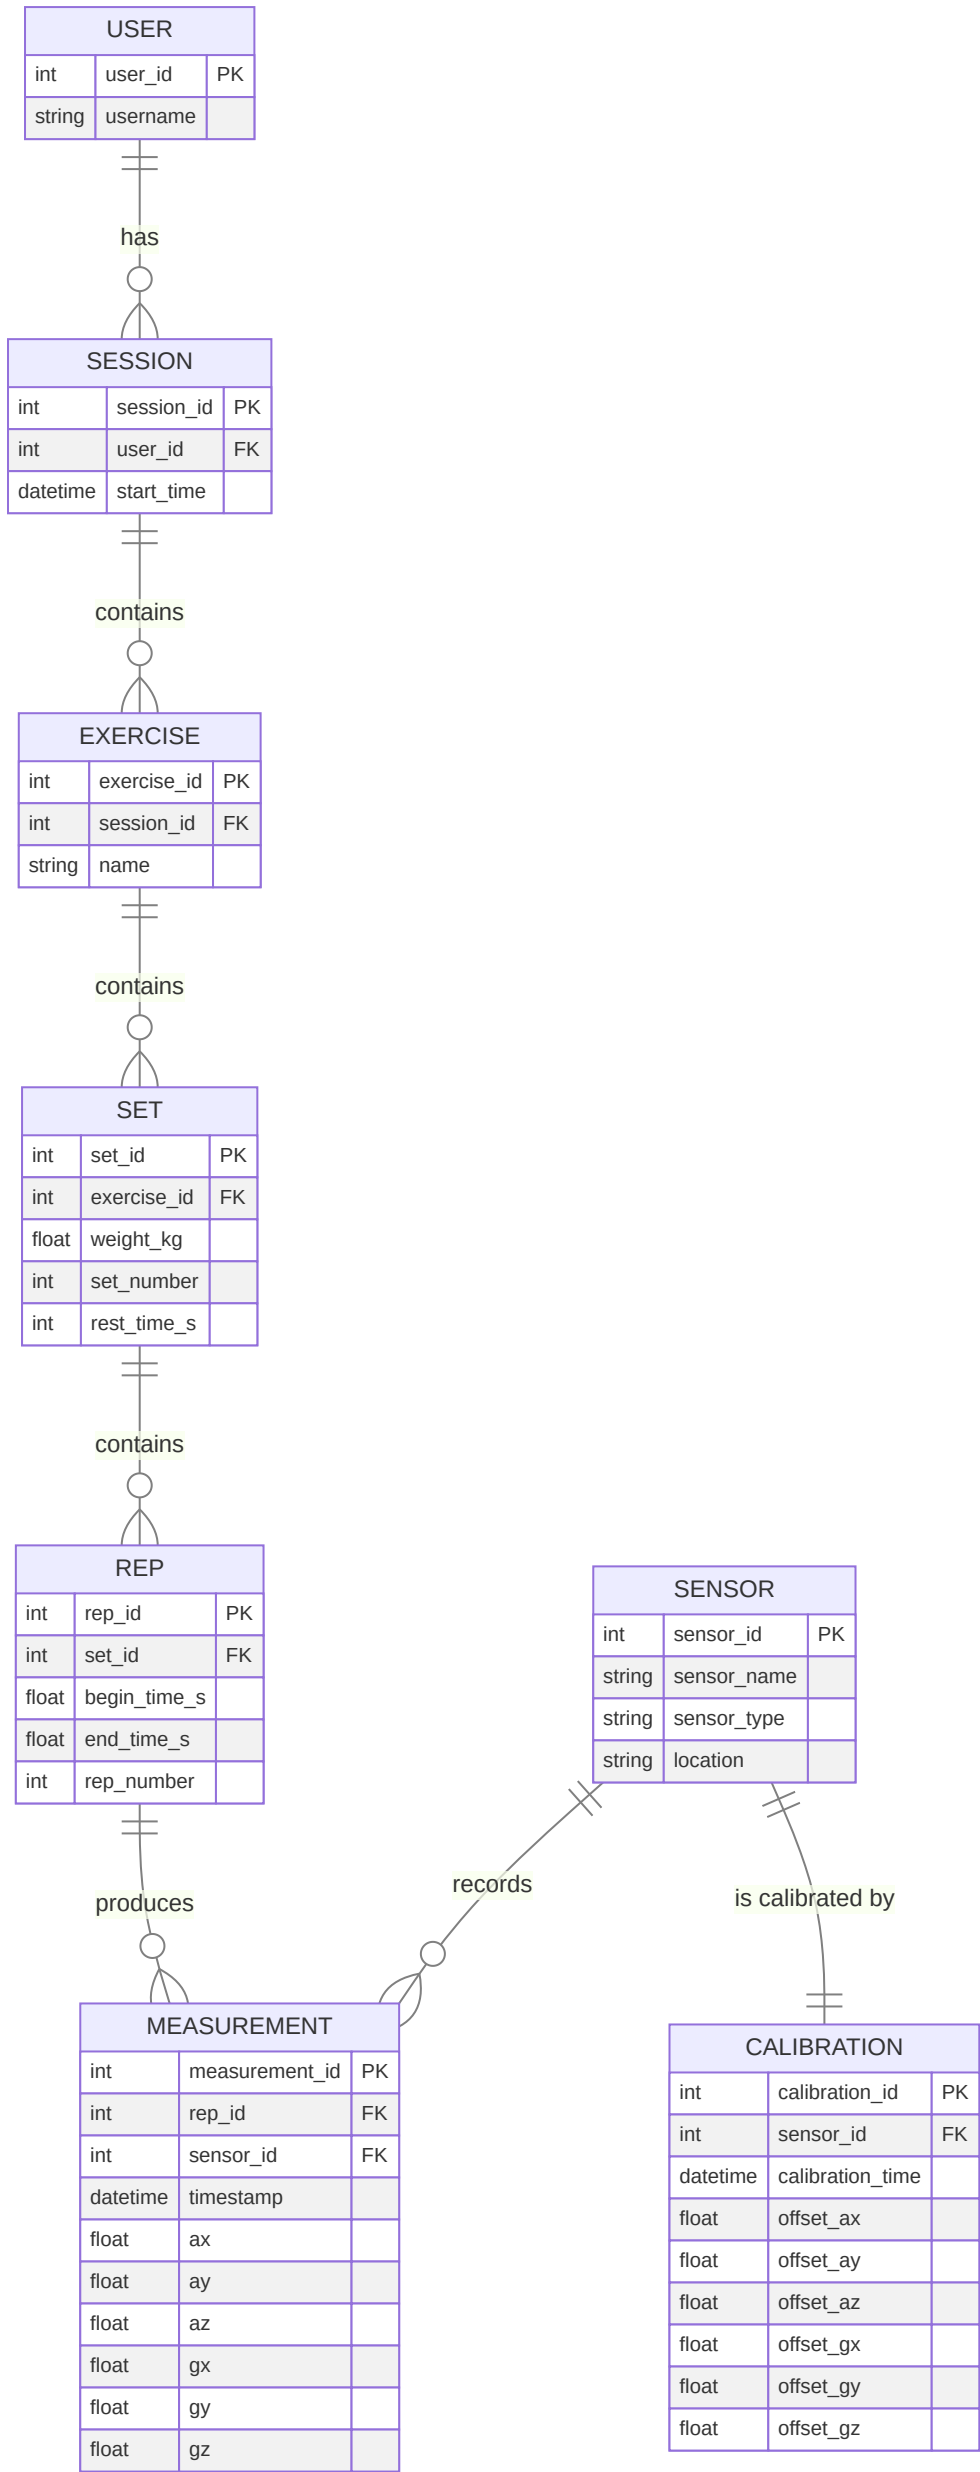 USER
int user_id PK
string username
has
SESSION
int session_id PK
int user_id FK
datetime start_time
contains
EXERCISE
int exercise_id PK
int session_id FK
string name
contains
SET
int set_id PK
int exercise_id FK
float weight_kg
int set_number
int rest_time_s
contains
REP
int rep_id PK
int set_id FK
float begin_time_s
float end_time_s
int rep_number
SENSOR
int sensor_id PK
string sensor_name
string sensor_type
string location
produces
records
is calibrated by
MEASUREMENT
int measurement_id PK
int rep_id FK
int sensor_id FK
datetime timestamp
float ax
float ay
float az
float gx
float gy
float gz
CALIBRATION
int calibration_id PK
int sensor_id FK
datetime calibration_time
float offset_ax
float offset_ay
float offset_az
float offset_gx
float offset_gy
float offset_gz